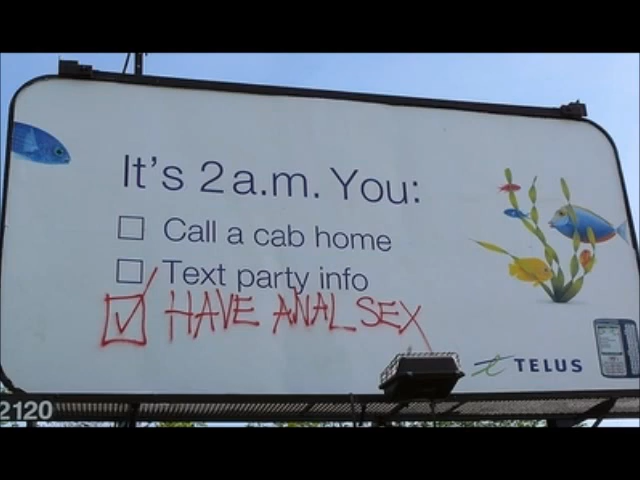 It's 2 a.m. You:
Call a cab home
Text party info
HAVE ANAL SEX
TELUS
2120